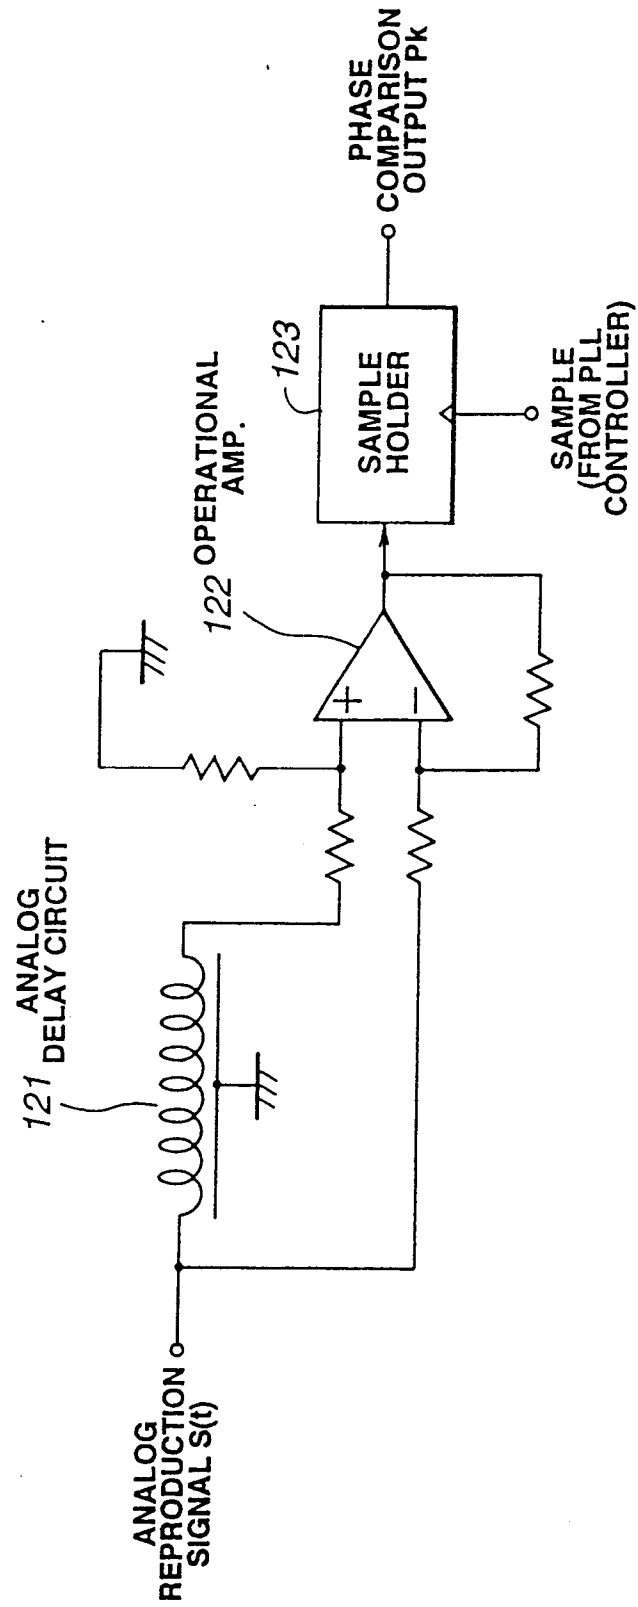 ANALOG
REPRODUCTION
SIGNAL S(t)
121
ANALOG
DELAY CIRCUIT
122
OPERATIONAL
AMP.
+
−
123
SAMPLE
HOLDER
SAMPLE
(FROM PLL
CONTROLLER)
PHASE
COMPARISON
OUTPUT Pk